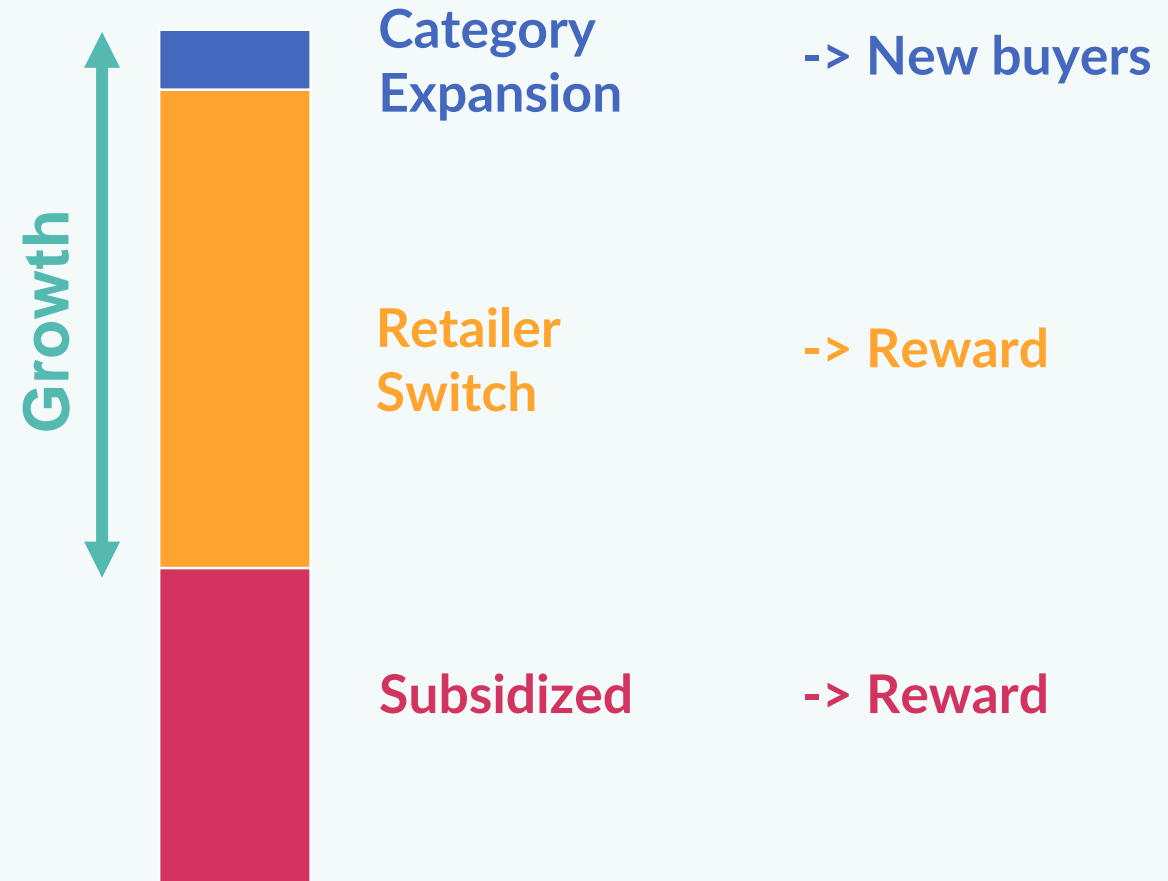 Growth
Category
Expansion
-> New buyers
Retailer
Switch
-> Reward
Subsidized
-> Reward